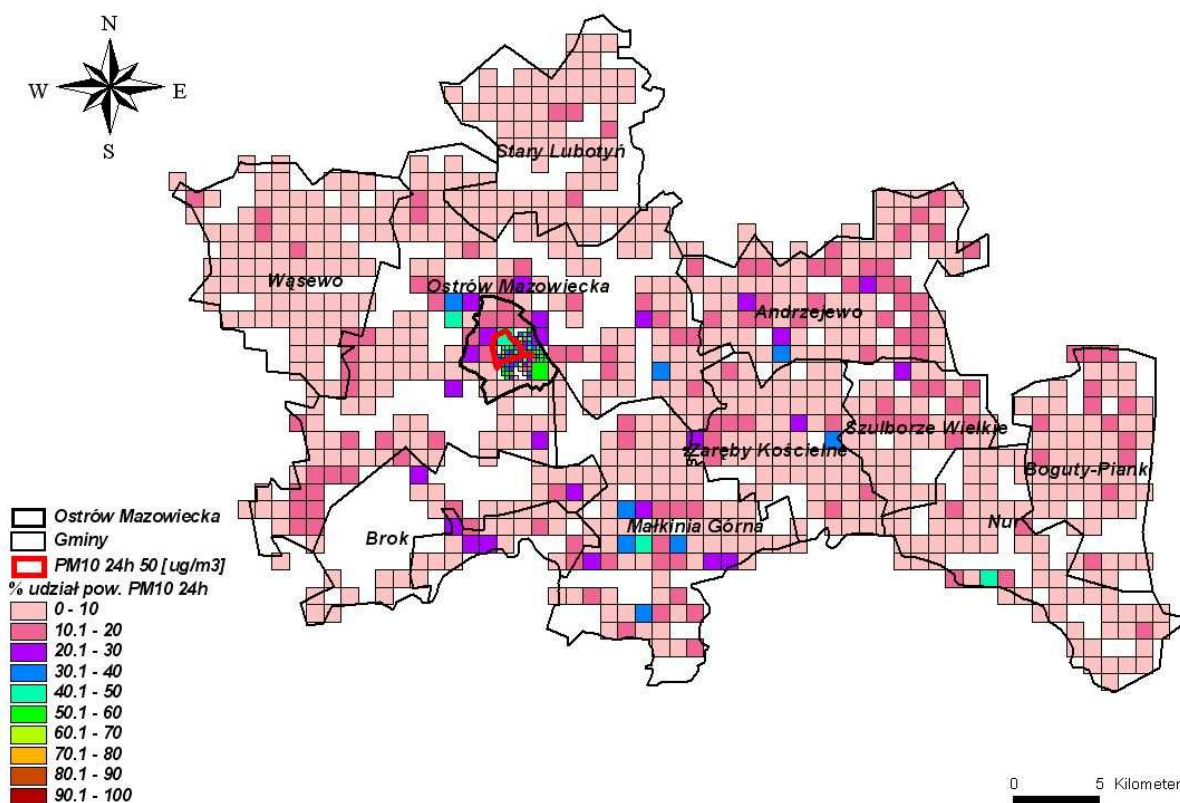 N
W E
S
Stary Lubotyń
Wąsewo
Ostrów Mazowiecka
Andrzejewo
Szulborze Wielkie
Zaręby Kościelne
Boguty-Piank
Nur
Małkinia Górna
Brok
Ostrów Mazowiecka
Gminy
PM10 24h 50 [ug/m3]
% udział pow. PM10 24h
0 - 10
10.1 - 20
20.1 - 30
30.1 - 40
40.1 - 50
50.1 - 60
60.1 - 70
70.1 - 80
80.1 - 90
90.1 - 100
0 5 Kilometer